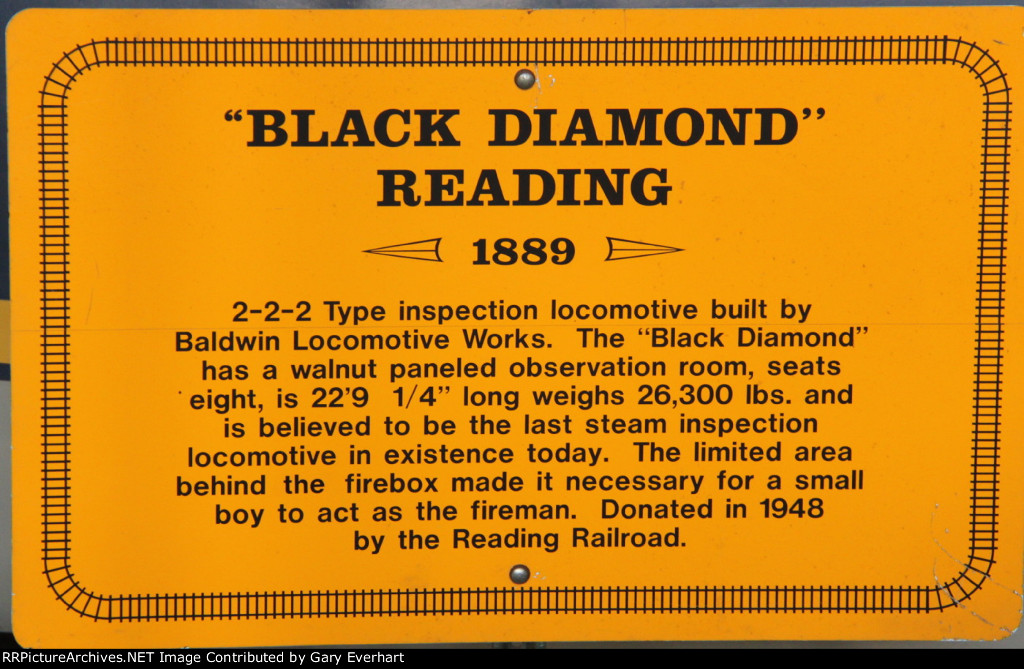 “BLACK DIAMOND”
READING
1889
2-2-2 Type inspection locomotive built by
Baldwin Locomotive Works. The “Black Diamond”
has a walnut paneled observation room, seats
eight, is 22'9 1/4” long weighs 26,300 lbs. and
is believed to be the last steam inspection
locomotive in existence today. The limited area
behind the firebox made it necessary for a small
boy to act as the fireman. Donated in 1948
by the Reading Railroad.
RRPictureArchives.NET Image Contributed by Gary Everhart